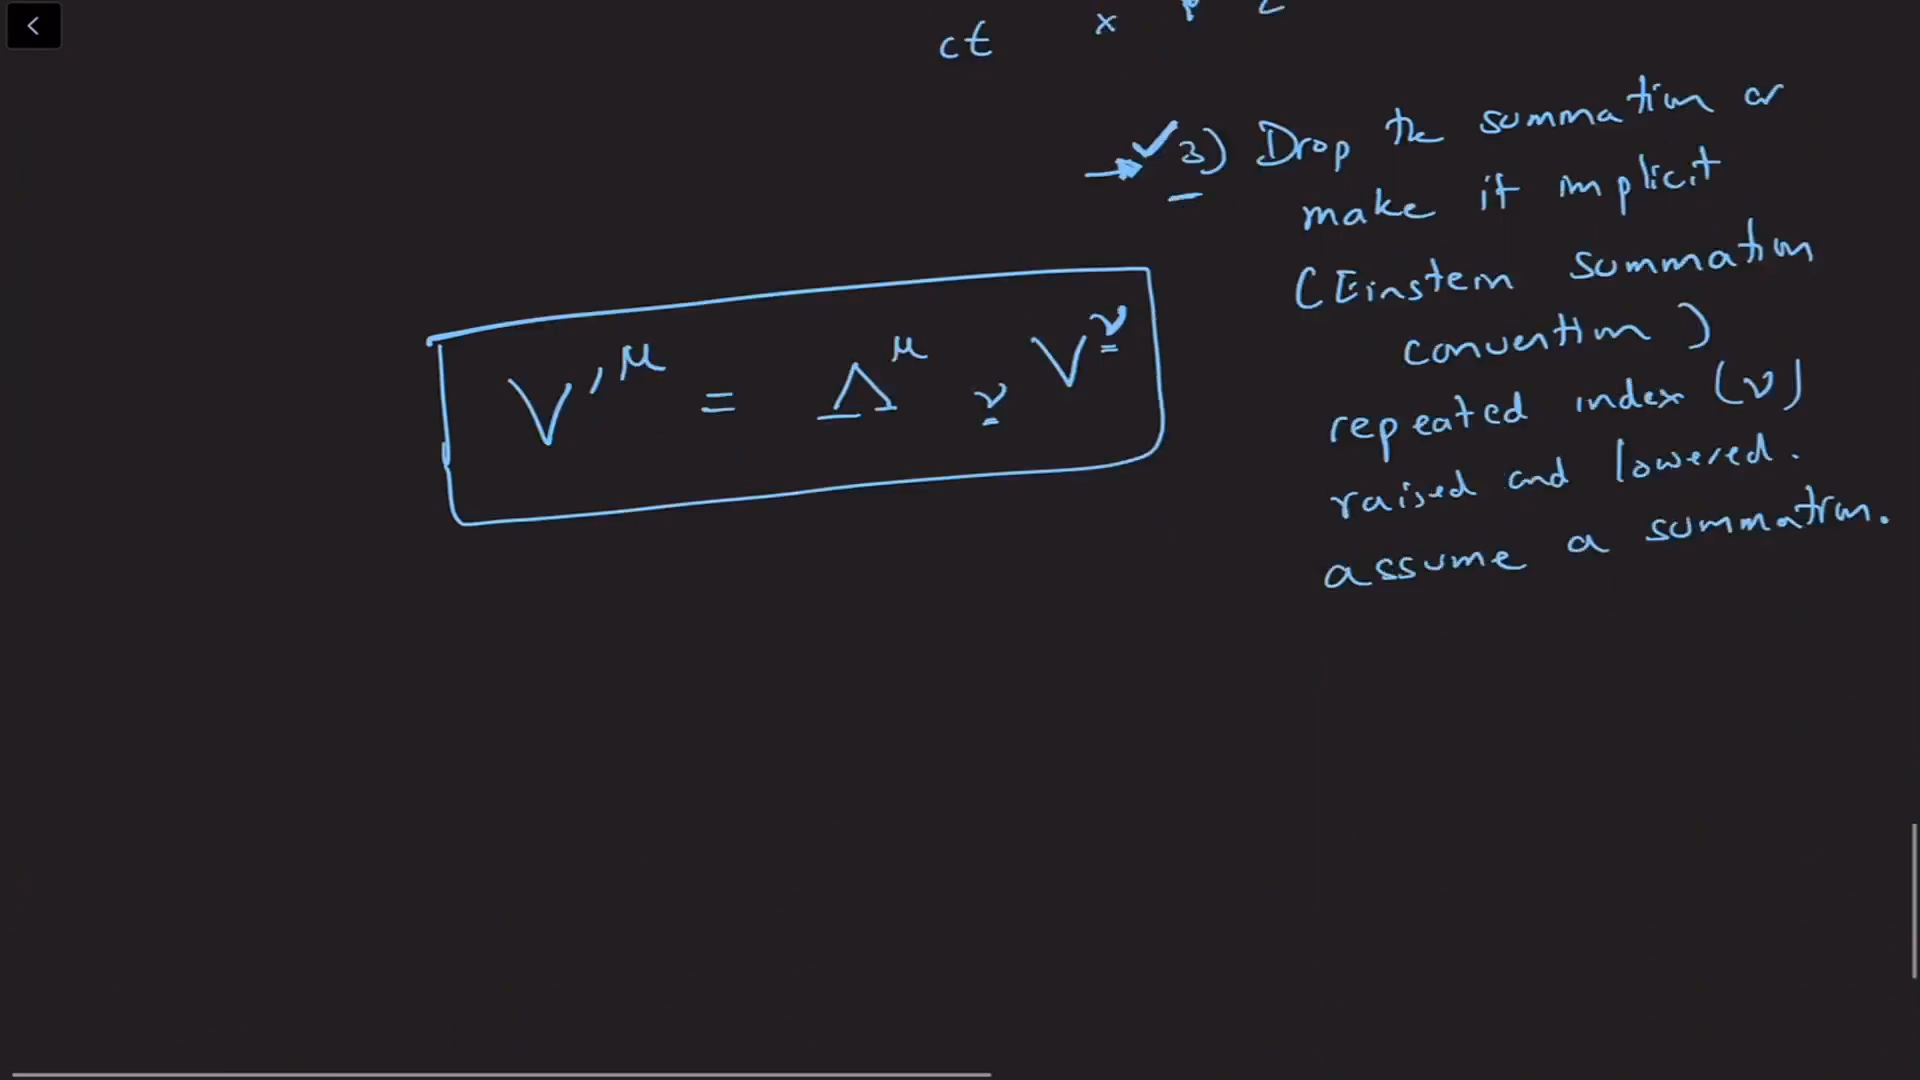 ct x y z
3) Drop the summation or
make it implicit
(Einstein summation
convention)
V'^μ = Λ^μ_ν V^ν
repeated index (ν)
raised and lowered.
assume a summation.